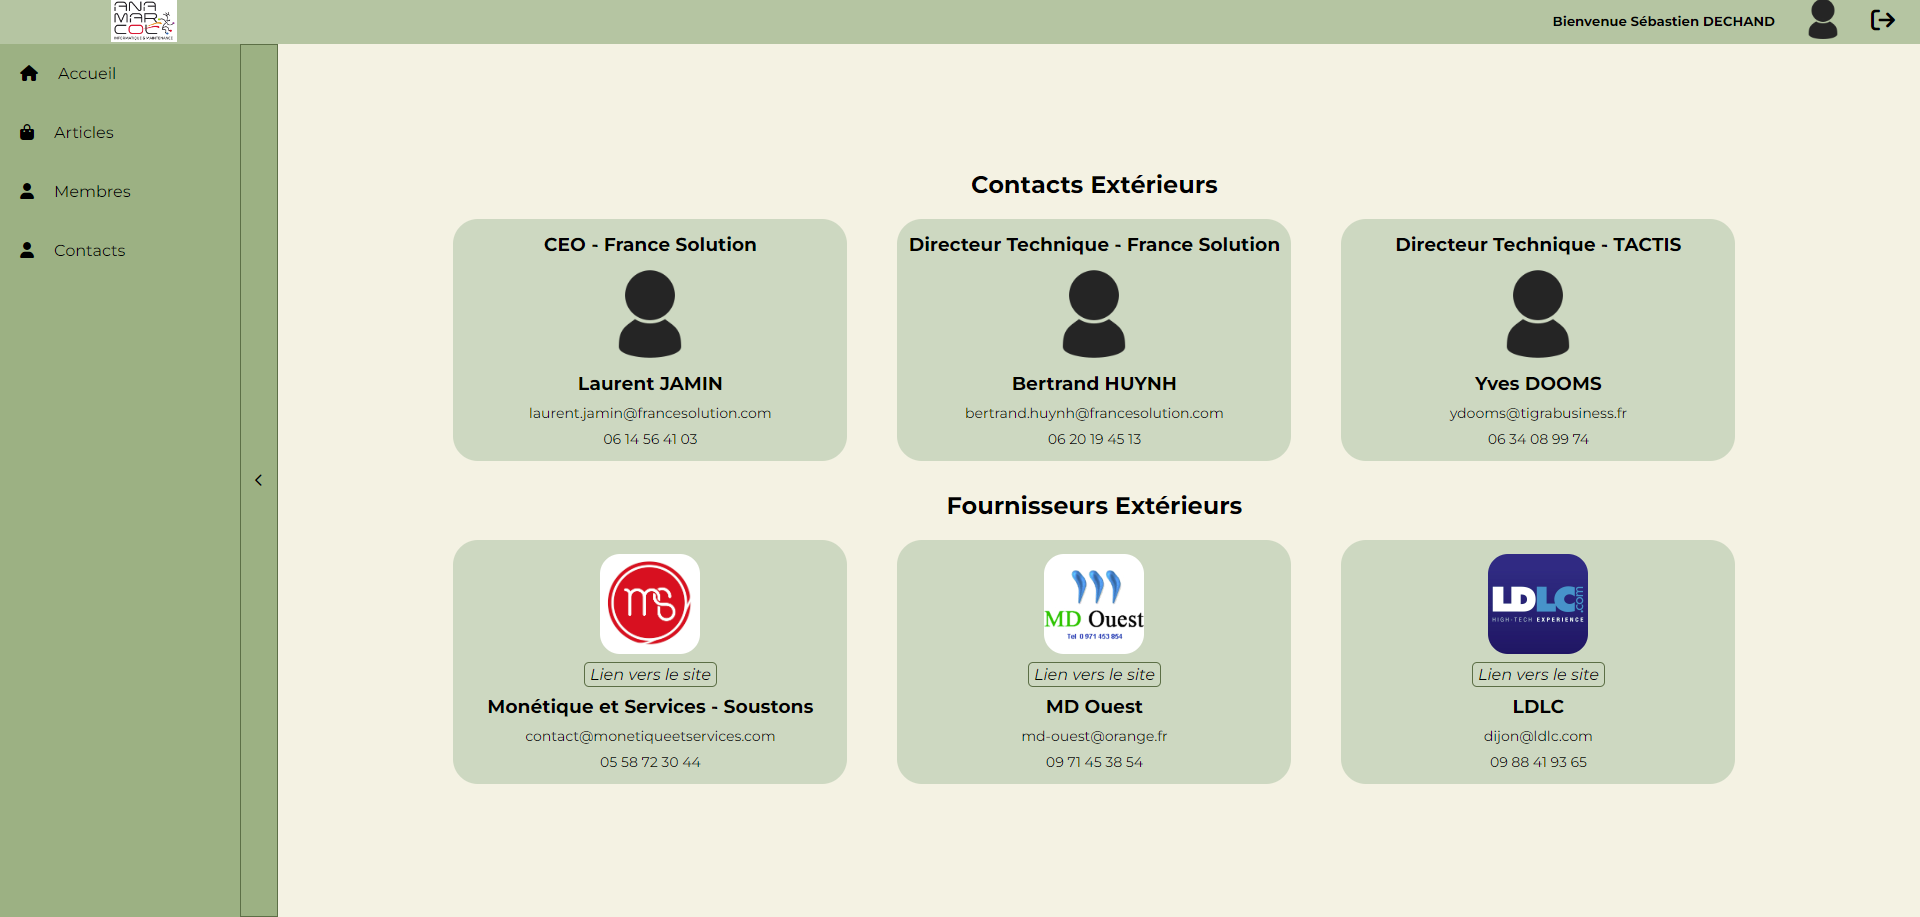 ANA
MAR
COL
INFORMATIQUE & MAINTENANCE
Bienvenue Sébastien DECHAND
Accueil
Articles
Membres
Contacts
Contacts Extérieurs
CEO - France Solution
Laurent JAMIN
laurent.jamin@francesolution.com
06 14 56 41 03
Directeur Technique - France Solution
Bertrand HUYNH
bertrand.huynh@francesolution.com
06 20 19 45 13
Directeur Technique - TACTIS
Yves DOOMS
ydooms@tigrabusiness.fr
06 34 08 99 74
Fournisseurs Extérieurs
ms
Lien vers le site
Monétique et Services - Soustons
contact@monetiqueetservices.com
05 58 72 30 44
MD Ouest
Tel 0 971 453 854
Lien vers le site
MD Ouest
md-ouest@orange.fr
09 71 45 38 54
LDLC.com
HIGH-TECH EXPERIENCE
Lien vers le site
LDLC
dijon@ldlc.com
09 88 41 93 65